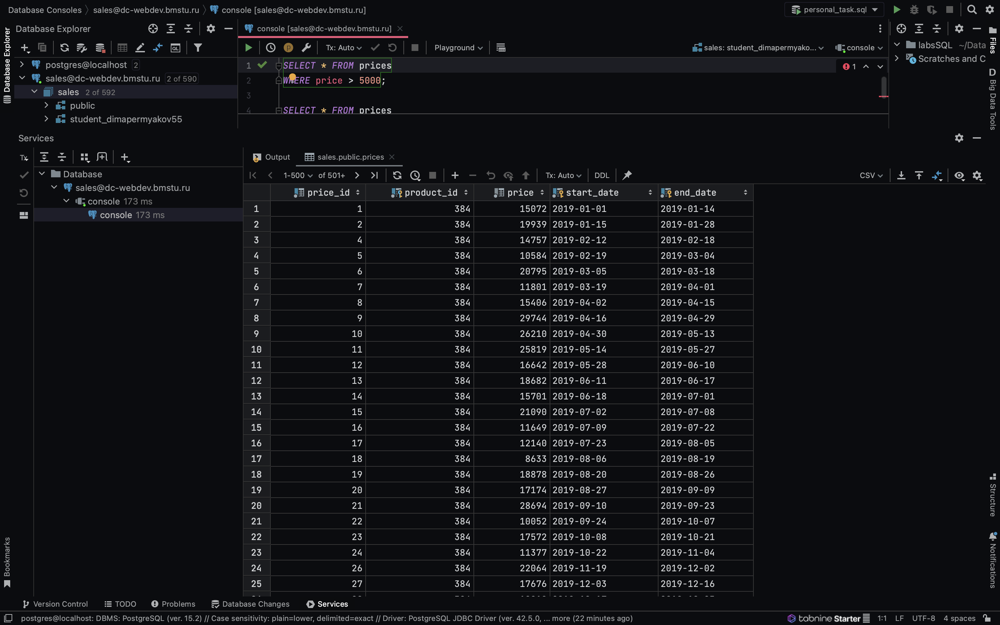 Database Consoles sales@dc-webdev.bmstu.ru console [sales@dc-webdev.bmstu.ru] personal_task.sql
Database Explorer
console [sales@dc-webdev.bmstu.ru]
Tx: Auto Playground sales: student_dimapermyako... console
postgres@localhost 2
sales@dc-webdev.bmstu.ru 2 of 590
sales 2 of 592
public
student_dimapermyakov55
1 SELECT * FROM prices
2 WHERE price > 5000;
3
4 SELECT * FROM prices
1
labsSQL ~/Data
Scratches and C
Database Explorer
Files
D Big Data Tools
Services
Tx
Database
sales@dc-webdev.bmstu.ru
console 173 ms
console 173 ms
Output sales.public.prices
1-500 of 501+ Tx: Auto DDL CSV
price_id product_id price start_date end_date
1 1 384 15072 2019-01-01 2019-01-14
2 2 384 19939 2019-01-15 2019-01-28
3 4 384 14757 2019-02-12 2019-02-18
4 5 384 10584 2019-02-19 2019-03-04
5 6 384 20795 2019-03-05 2019-03-18
6 7 384 11801 2019-03-19 2019-04-01
7 8 384 15406 2019-04-02 2019-04-15
8 9 384 29744 2019-04-16 2019-04-29
9 10 384 26210 2019-04-30 2019-05-13
10 11 384 25819 2019-05-14 2019-05-27
11 12 384 16642 2019-05-28 2019-06-10
12 13 384 18682 2019-06-11 2019-06-17
13 14 384 15701 2019-06-18 2019-07-01
14 15 384 21090 2019-07-02 2019-07-08
15 16 384 11649 2019-07-09 2019-07-22
16 17 384 12140 2019-07-23 2019-08-05
17 18 384 8633 2019-08-06 2019-08-19
18 19 384 18878 2019-08-20 2019-08-26
19 20 384 17174 2019-08-27 2019-09-09
20 21 384 28694 2019-09-10 2019-09-23
21 22 384 10052 2019-09-24 2019-10-07
22 23 384 17572 2019-10-08 2019-10-21
23 24 384 11377 2019-10-22 2019-11-04
24 26 384 22064 2019-11-19 2019-12-02
25 27 384 17676 2019-12-03 2019-12-16
Bookmarks
Structure
Notifications
Version Control TODO Problems Database Changes Services
postgres@localhost: DBMS: PostgreSQL (ver. 15.2) // Case sensitivity: plain=lower, delimited=exact // Driver: PostgreSQL JDBC Driver (ver. 42.5.0, ... more (22 minutes ago) tabnine Starter 1:1 LF UTF-8 4 spaces